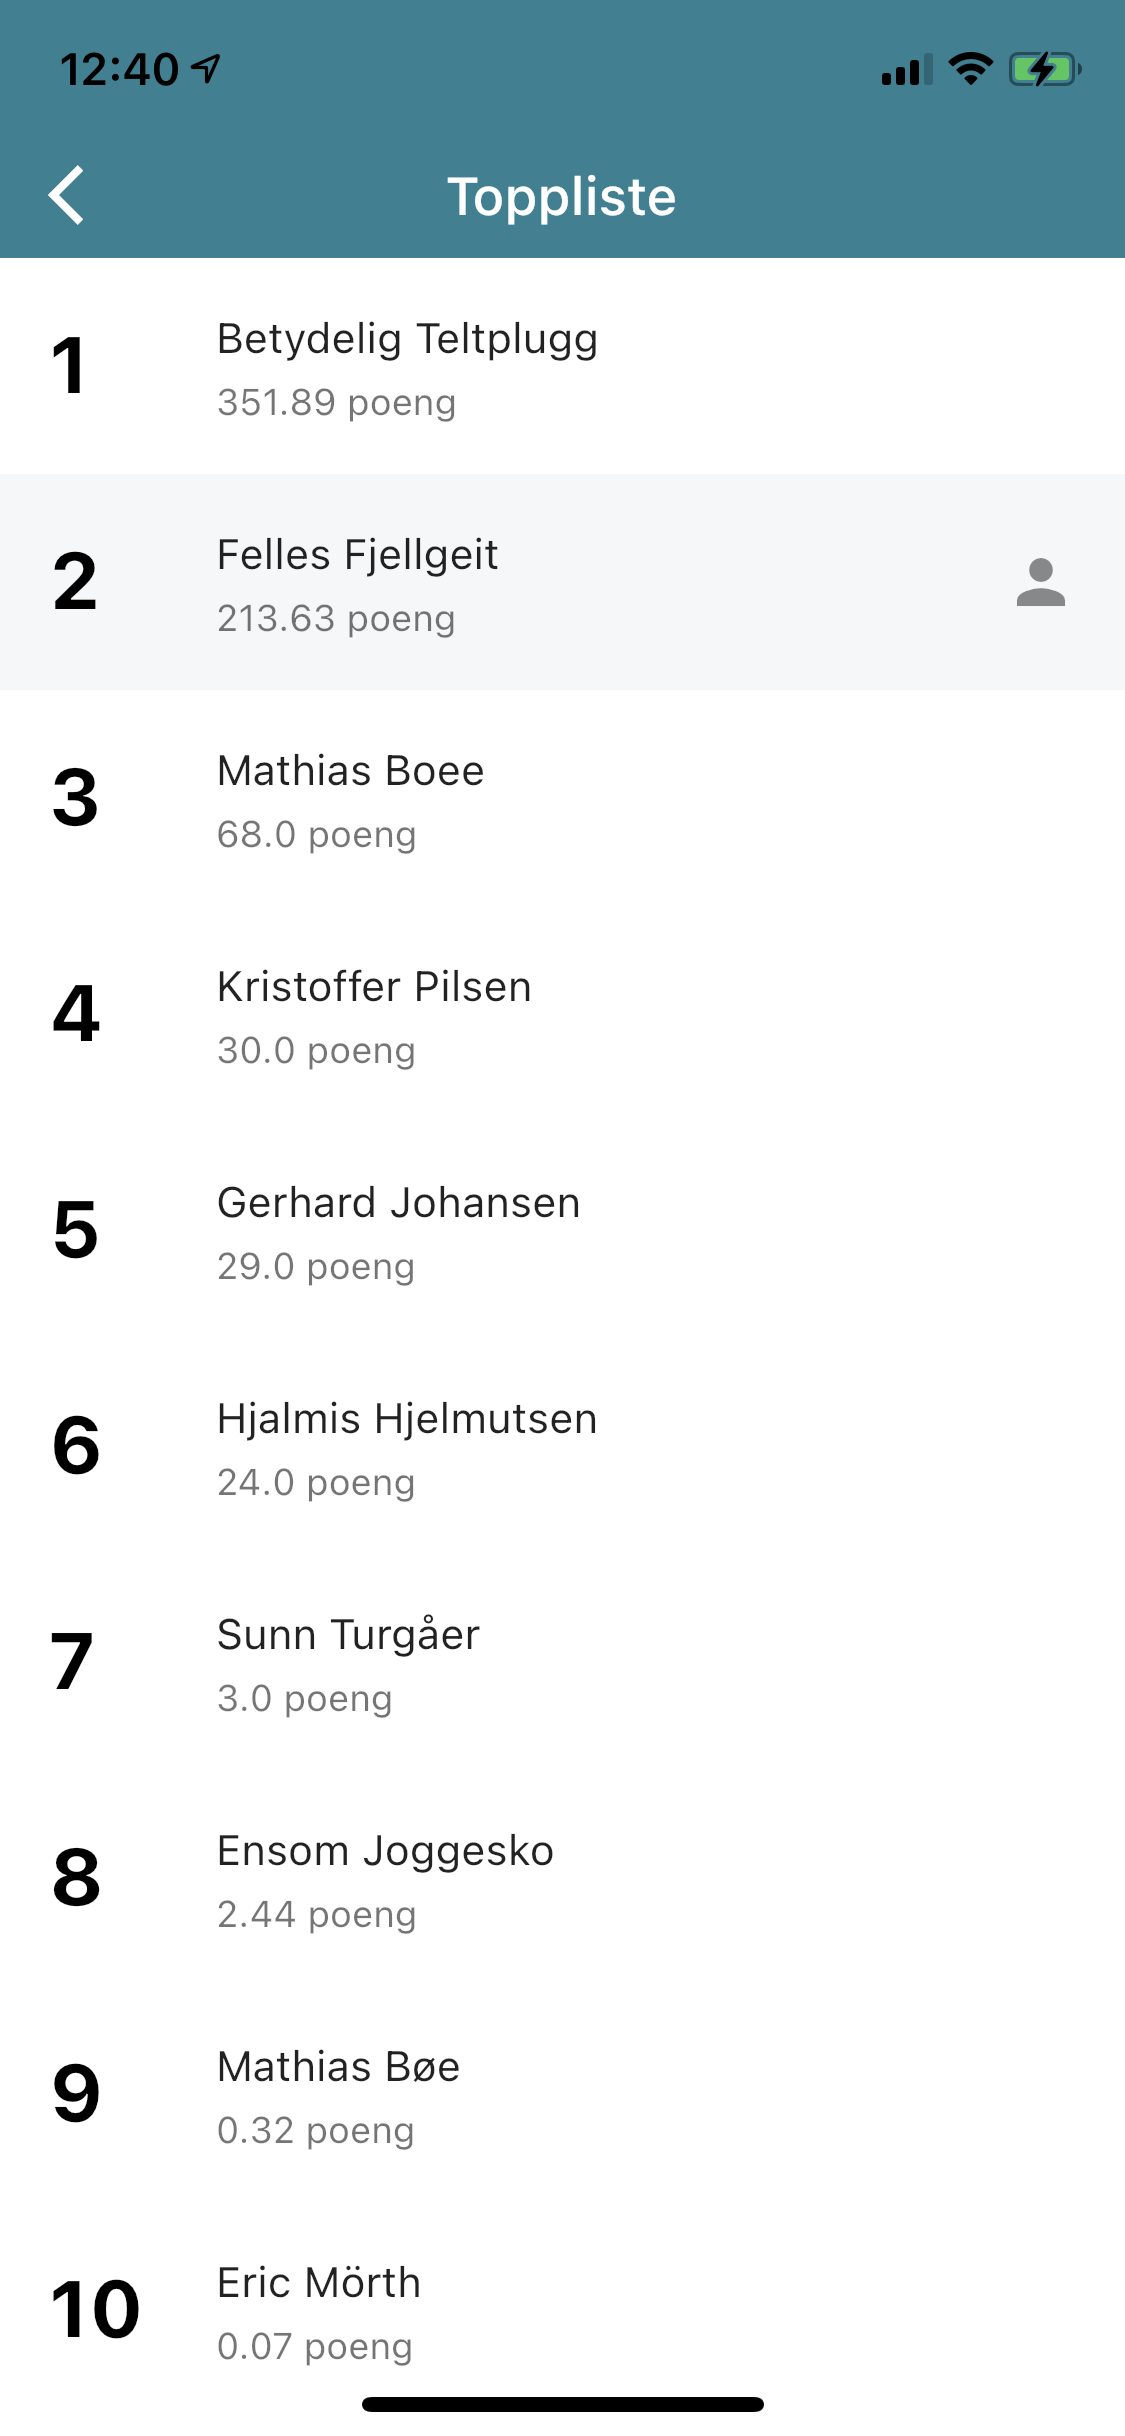 12:40
Toppliste
1
Betydelig Teltplugg
351.89 poeng
2
Felles Fjellgeit
213.63 poeng
3
Mathias Boee
68.0 poeng
4
Kristoffer Pilsen
30.0 poeng
5
Gerhard Johansen
29.0 poeng
6
Hjalmis Hjelmutsen
24.0 poeng
7
Sunn Turgåer
3.0 poeng
8
Ensom Joggesko
2.44 poeng
9
Mathias Bøe
0.32 poeng
10
Eric Mörth
0.07 poeng